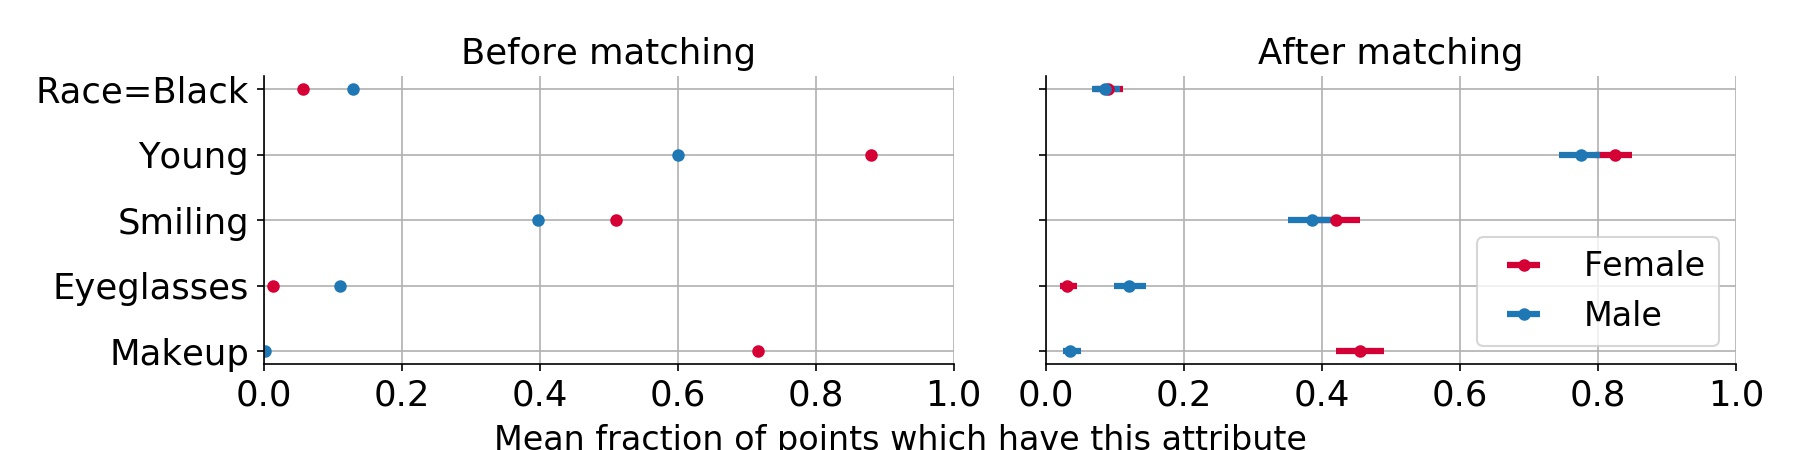 Before matching
After matching
Race=Black
Young
Smiling
Eyeglasses
Makeup
Female
Male
0.0 0.2 0.4 0.6 0.8 1.0
0.0 0.2 0.4 0.6 0.8 1.0
Mean fraction of points which have this attribute